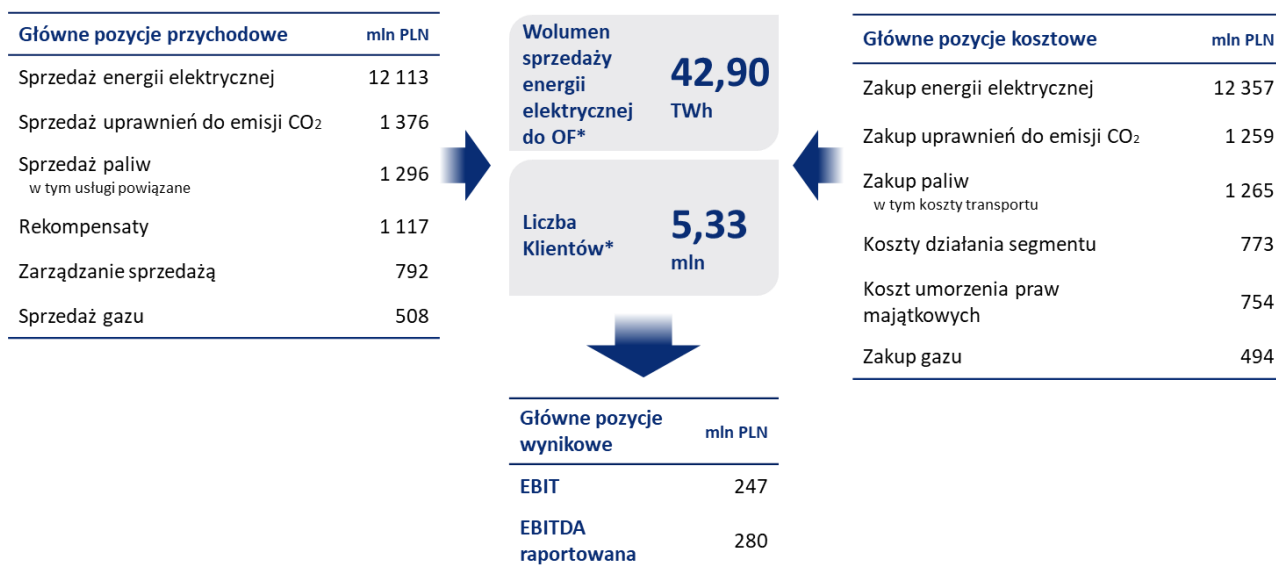 Główne pozycje przychodowe mln PLN
Sprzedaż energii elektrycznej 12 113
Sprzedaż uprawnień do emisji CO2 1 376
Sprzedaż paliw
w tym usługi powiązane 1 296
Rekompensaty 1 117
Zarządzanie sprzedażą 792
Sprzedaż gazu 508
Wolumen
sprzedaży
energii
elektrycznej
do OF*
42,90
TWh
Liczba
Klientów*
5,33
mln
Główne pozycje kosztowe mln PLN
Zakup energii elektrycznej 12 357
Zakup uprawnień do emisji CO2 1 259
Zakup paliw
w tym koszty transportu 1 265
Koszty działania segmentu 773
Koszt umorzenia praw
majątkowych 754
Zakup gazu 494
Główne pozycje
wynikowe mln PLN
EBIT 247
EBITDA
raportowana 280